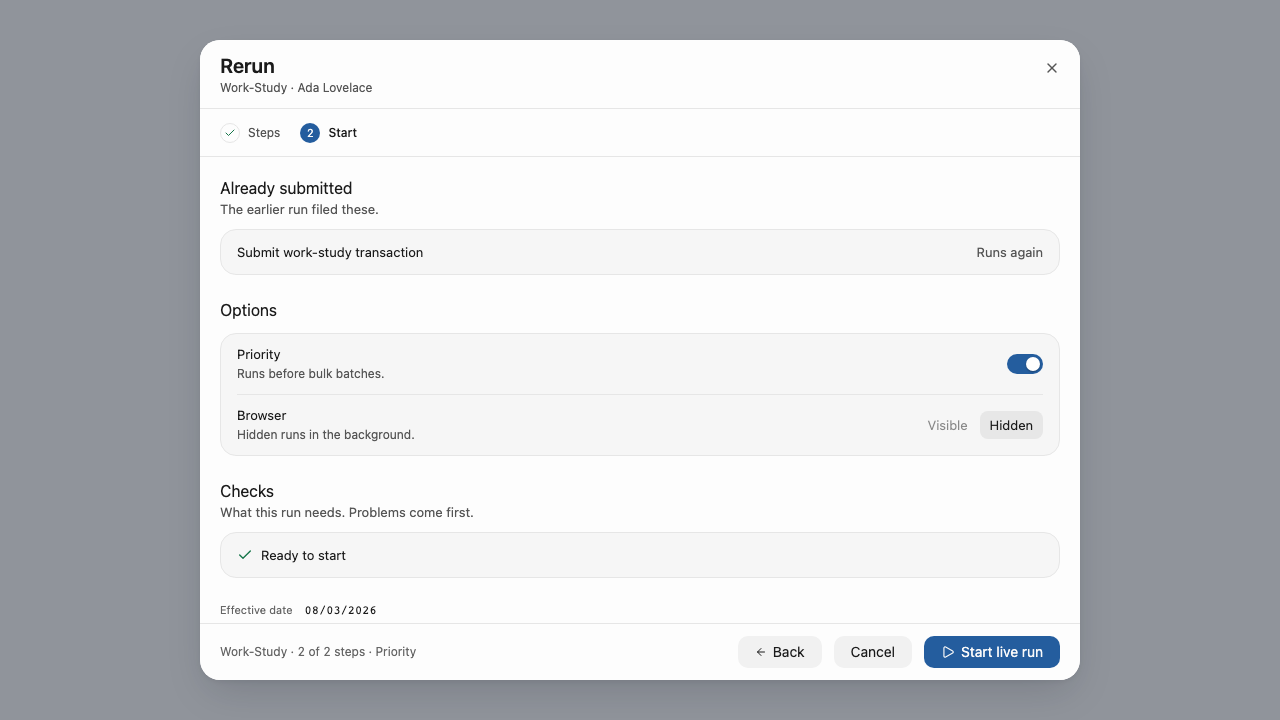 Rerun
Work-Study · Ada Lovelace
Steps
2 Start
Already submitted
The earlier run filed these.
Submit work-study transaction Runs again
Options
Priority
Runs before bulk batches.
Browser
Hidden runs in the background.
Visible Hidden
Checks
What this run needs. Problems come first.
Ready to start
Effective date 08/03/2026
Work-Study · 2 of 2 steps · Priority
Back Cancel Start live run